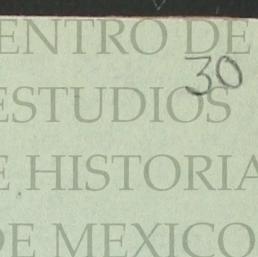 ENTRO DE
30
ESTUDIOS
E HISTORIA
DE MEXICO